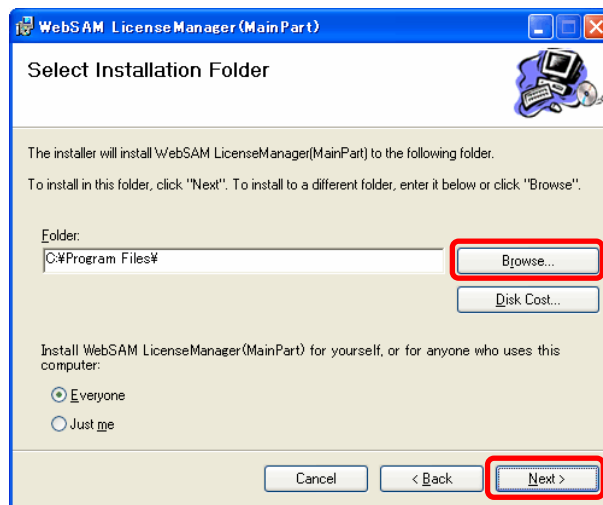 WebSAM LicenseManager(MainPart)
Select Installation Folder
The installer will install WebSAM LicenseManager(MainPart) to the following folder.
To install in this folder, click "Next". To install to a different folder, enter it below or click "Browse".
Folder:
C:¥Program Files¥
Browse...
Disk Cost...
Install WebSAM LicenseManager(MainPart) for yourself, or for anyone who uses this
computer:
Everyone
Just me
Cancel
< Back
Next >